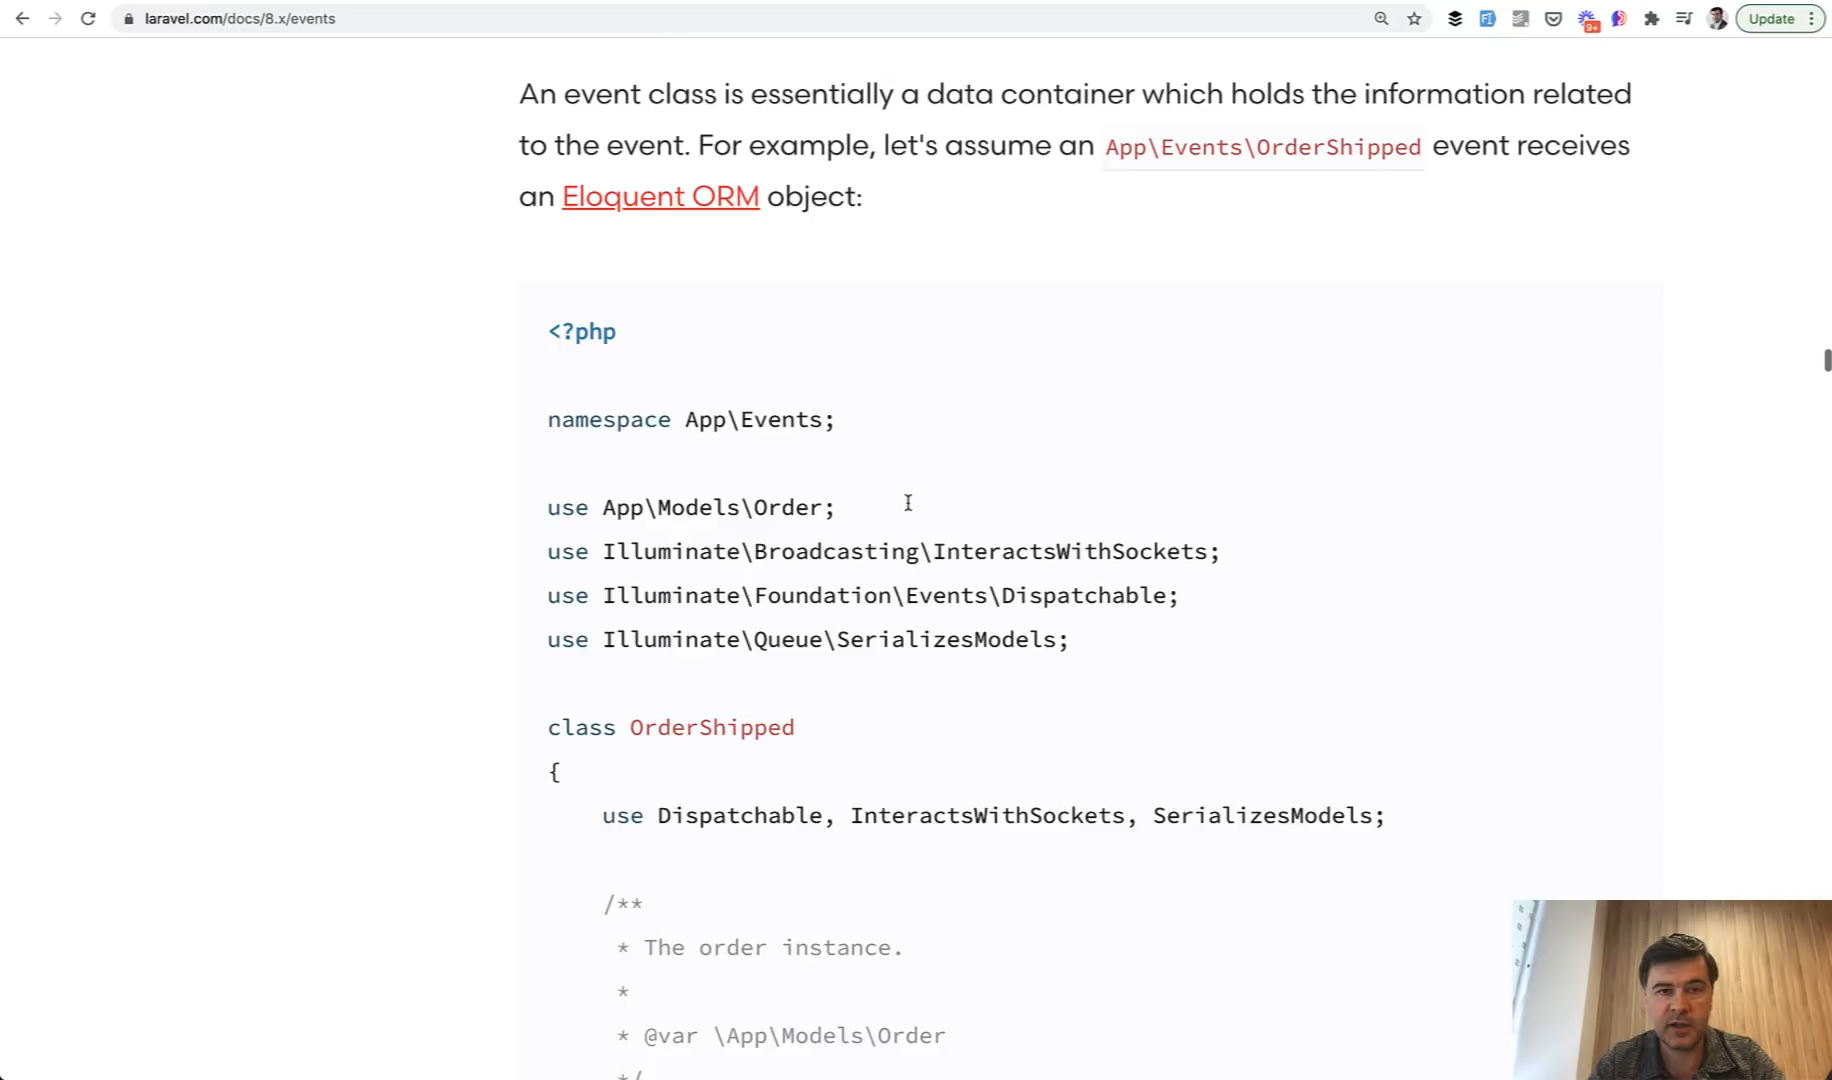 laravel.com/docs/8.x/events
9+
Update
An event class is essentially a data container which holds the information related
to the event. For example, let's assume an App\Events\OrderShipped event receives
an Eloquent ORM object:
<?php
namespace App\Events;
use App\Models\Order;
use Illuminate\Broadcasting\InteractsWithSockets;
use Illuminate\Foundation\Events\Dispatchable;
use Illuminate\Queue\SerializesModels;
class OrderShipped
{
use Dispatchable, InteractsWithSockets, SerializesModels;
/**
* The order instance.
*
* @var \App\Models\Order
*/